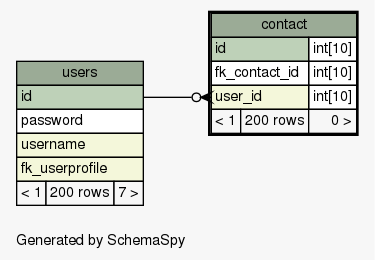 contact
id int[10]
fk_contact_id int[10]
user_id int[10]
< 1 200 rows 0 >
users
id
password
username
fk_userprofile
< 1 200 rows 7 >
Generated by SchemaSpy